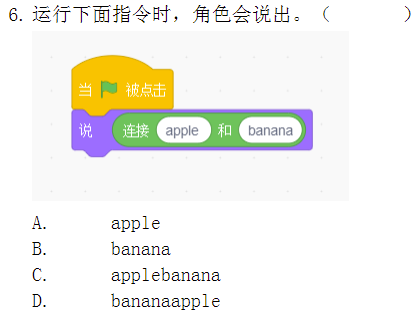 6. 运行下面指令时，角色会说出。（　　　）
当 被点击
说 连接 apple 和 banana
A. apple
B. banana
C. applebanana
D. bananaapple